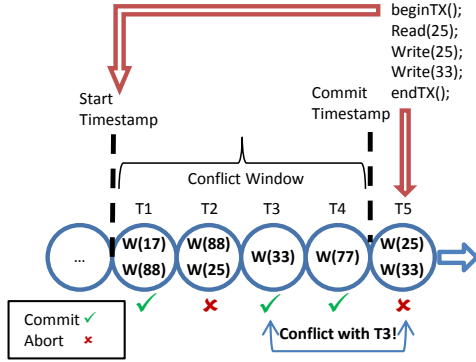 beginTX();
Read(25);
Write(25);
Write(33);
endTX();
Start
Timestamp
Commit
Timestamp
Conflict Window
T1
T2
T3
T4
T5
...
W(17)
W(88)
W(88)
W(25)
W(33)
W(77)
W(25)
W(33)
Commit
Abort
Conflict with T3!